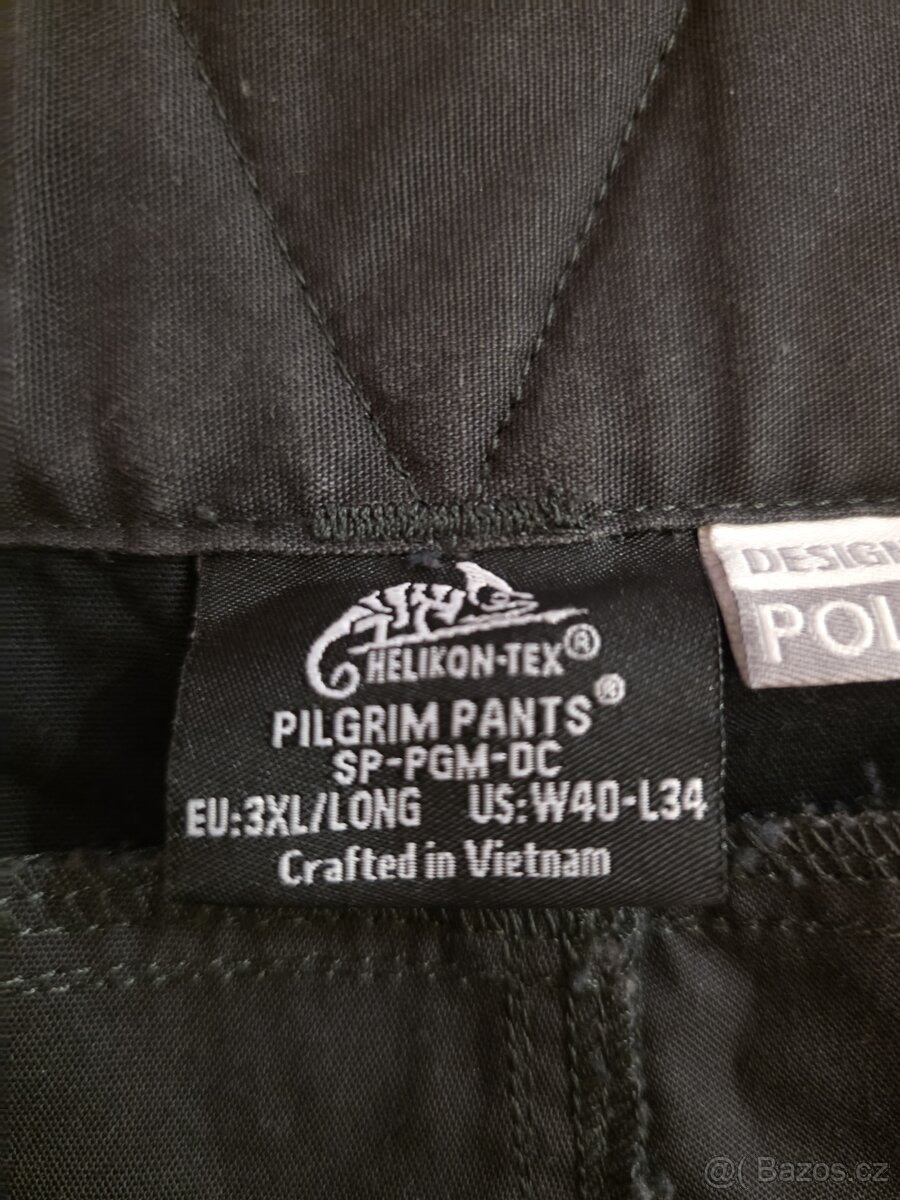 HELIKON-TEX®
PILGRIM PANTS®
SP-PGM-DC
EU:3XL/LONG US:W40-L34
Crafted in Vietnam
DESIGN
POL
@( Bazos.cz